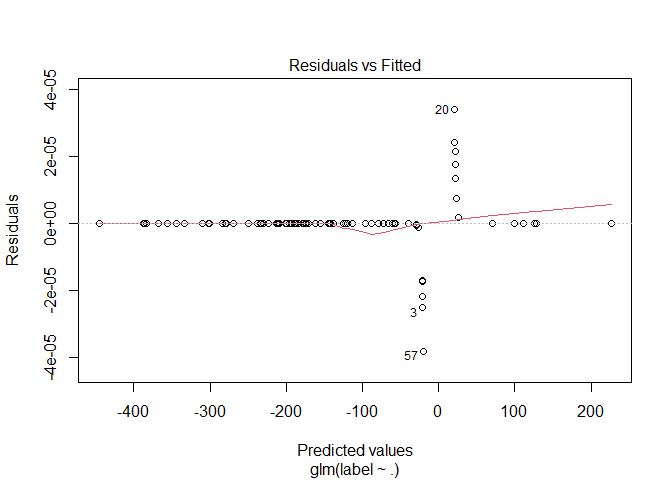 Residuals vs Fitted
4e-05
2e-05
0e+00
-2e-05
-4e-05
Residuals
20
3
57
-400 -300 -200 -100 0 100 200
Predicted values
glm(label ~ .)